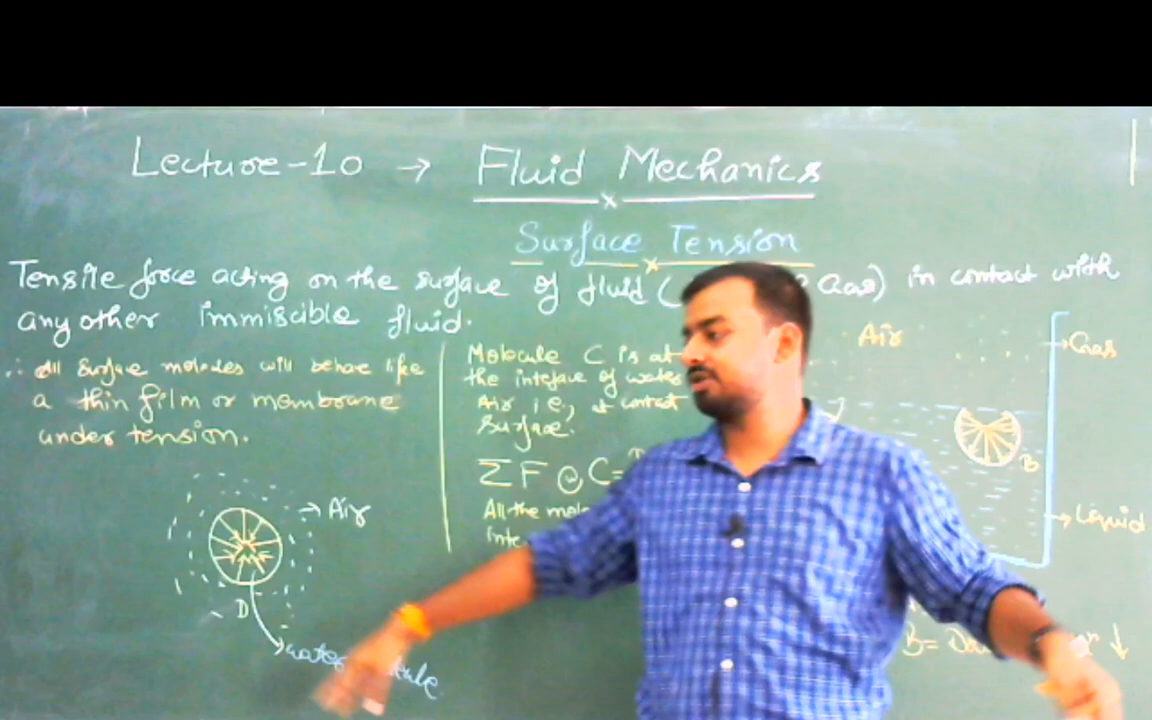 Lecture-10 → Fluid Mechanics
Surface Tension
Tensile force acting on the surface of fluid ( Gas) in contact with
any other immiscible fluid.
∴ All surface molecules will behave like
a thin film or membrane
under tension.
→ Air
D
water
Molecule C is at
the interface of water
Air i.e., at contact
surface.
ΣF @ C=
All the
Air
→ Gas
B
→ Liquid
B= ↓